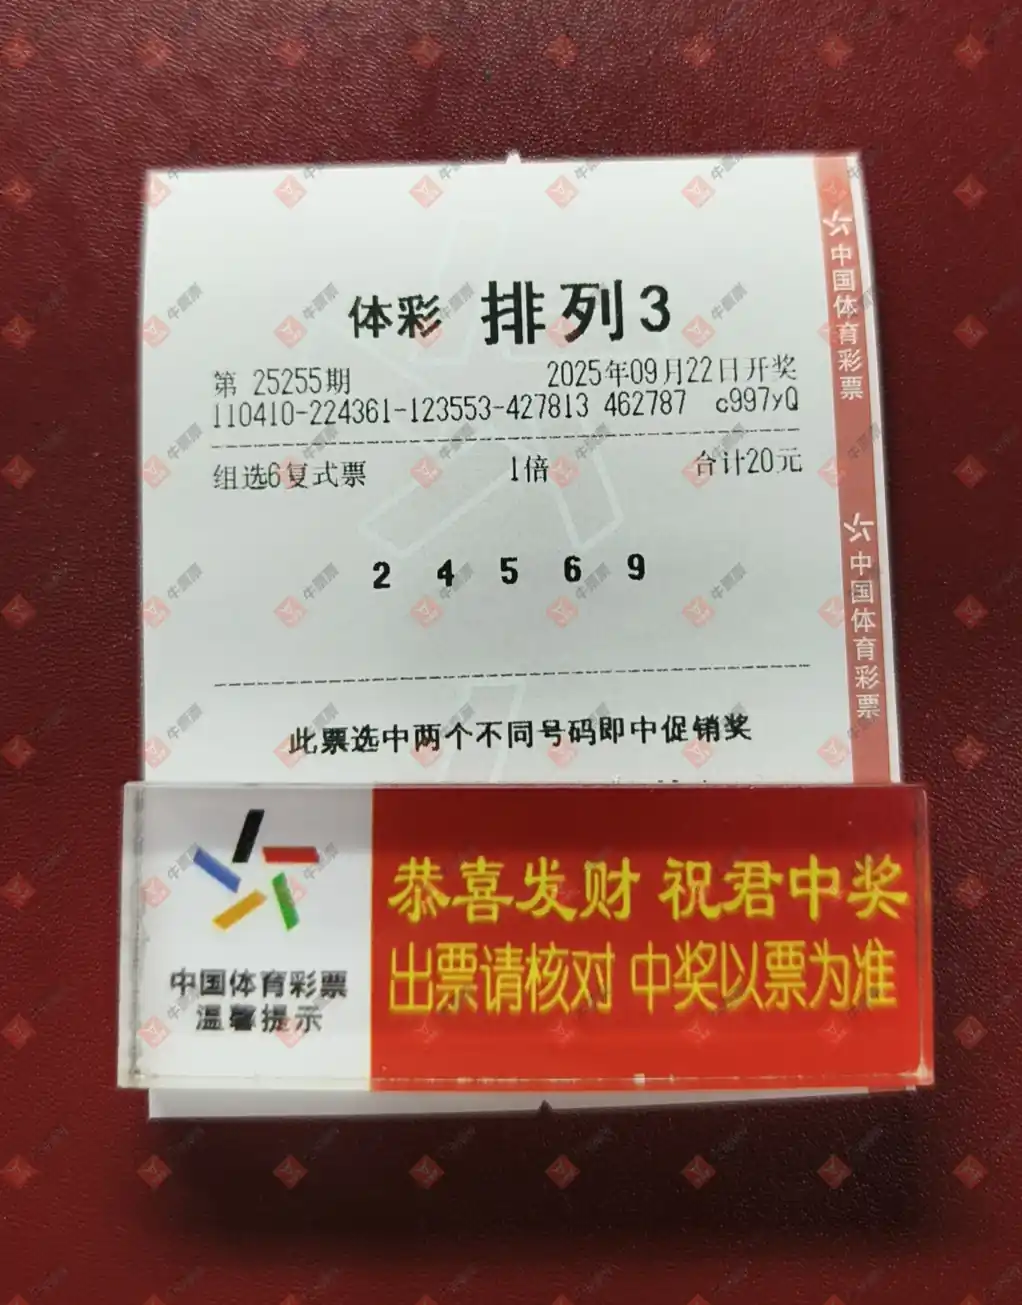 体彩 排列3
第 25255期 2025年09月22日开奖
110410-224361-123553-427813 462787 c997yQ
组选6复式票 1倍 合计20元
2 4 5 6 9
此票选中两个不同号码即中促销奖
中国体育彩票
中国体育彩票
恭喜发财 祝君中奖
出票请核对 中奖以票为准
中国体育彩票
温馨提示